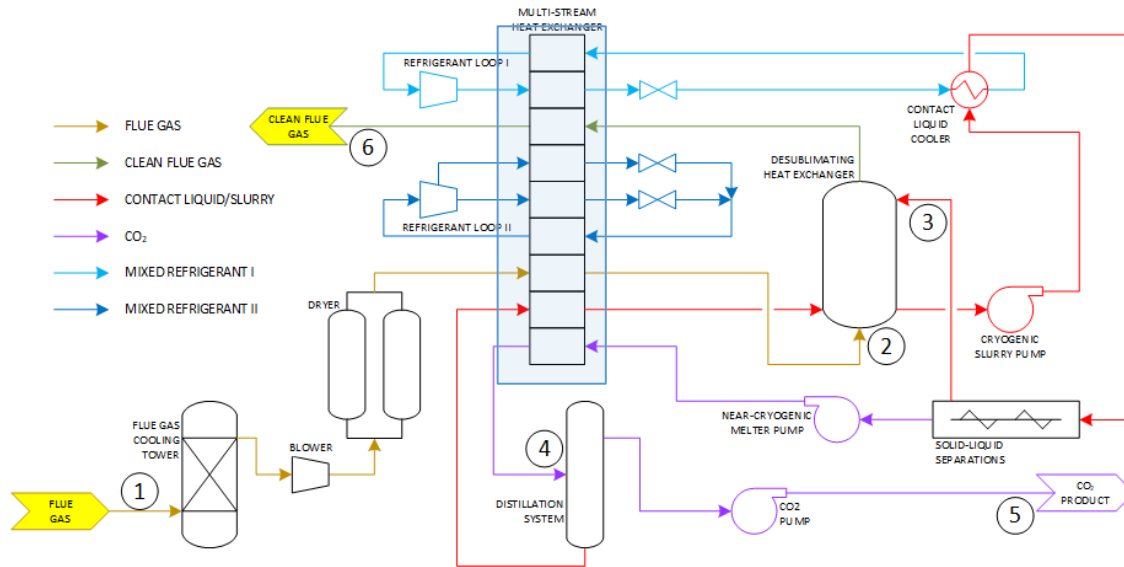 MULTI-STREAM
HEAT EXCHANGER
REFRIGERANT LOOP I
CLEAN FLUE
GAS
6
CONTACT
LIQUID
COOLER
FLUE GAS
CLEAN FLUE GAS
CONTACT LIQUID/SLURRY
CO₂
MIXED REFRIGERANT I
MIXED REFRIGERANT II
DESUBLIMATING
HEAT EXCHANGER
3
REFRIGERANT LOOP II
DRYER
2
CRYOGENIC
SLURRY PUMP
FLUE GAS
COOLING
TOWER
BLOWER
NEAR-CRYOGENIC
MELTER PUMP
SOLID-LIQUID
SEPARATIONS
4
1
FLUE
GAS
DISTILLATION
SYSTEM
CO2
PUMP
5
CO₂
PRODUCT